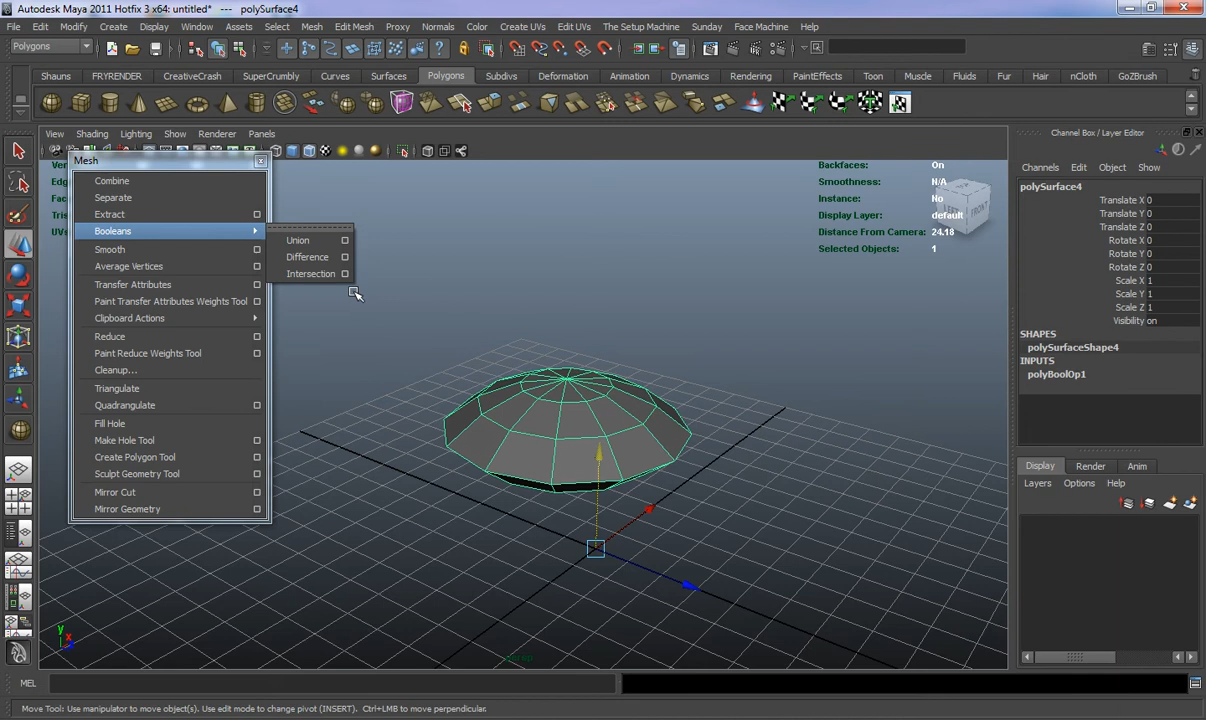 Autodesk Maya 2011 Hotfix 3 x64: untitled* --- polySurface4
File Edit Modify Create Display Window Assets Select Mesh Edit Mesh Proxy Normals Color Create UVs Edit UVs The Setup Machine Sunday Face Machine Help
Polygons
Shauns FRYRENDER CreativeCrash SuperCrumbly Curves Surfaces Polygons Subdivs Deformation Animation Dynamics Rendering PaintEffects Toon Muscle Fluids Fur Hair nCloth GoZBrush
View Shading Lighting Show Renderer Panels
Channel Box / Layer Editor
Mesh
Combine
Separate
Extract
Booleans
Smooth
Average Vertices
Transfer Attributes
Paint Transfer Attributes Weights Tool
Clipboard Actions
Reduce
Paint Reduce Weights Tool
Cleanup...
Triangulate
Quadrangulate
Fill Hole
Make Hole Tool
Create Polygon Tool
Sculpt Geometry Tool
Mirror Cut
Mirror Geometry
Union
Difference
Intersection
Backfaces: On
Smoothness: N/A
Instance: No
Display Layer: default
Distance From Camera: 24.18
Selected Objects: 1
LEFT FRONT
Channels Edit Object Show
polySurface4
Translate X 0
Translate Y 0
Translate Z 0
Rotate X 0
Rotate Y 0
Rotate Z 0
Scale X 1
Scale Y 1
Scale Z 1
Visibility on
SHAPES
polySurfaceShape4
INPUTS
polyBoolOp1
Display Render Anim
Layers Options Help
y
x
persp
MEL
Move Tool: Use manipulator to move object(s). Use edit mode to change pivot (INSERT). Ctrl+LMB to move perpendicular.